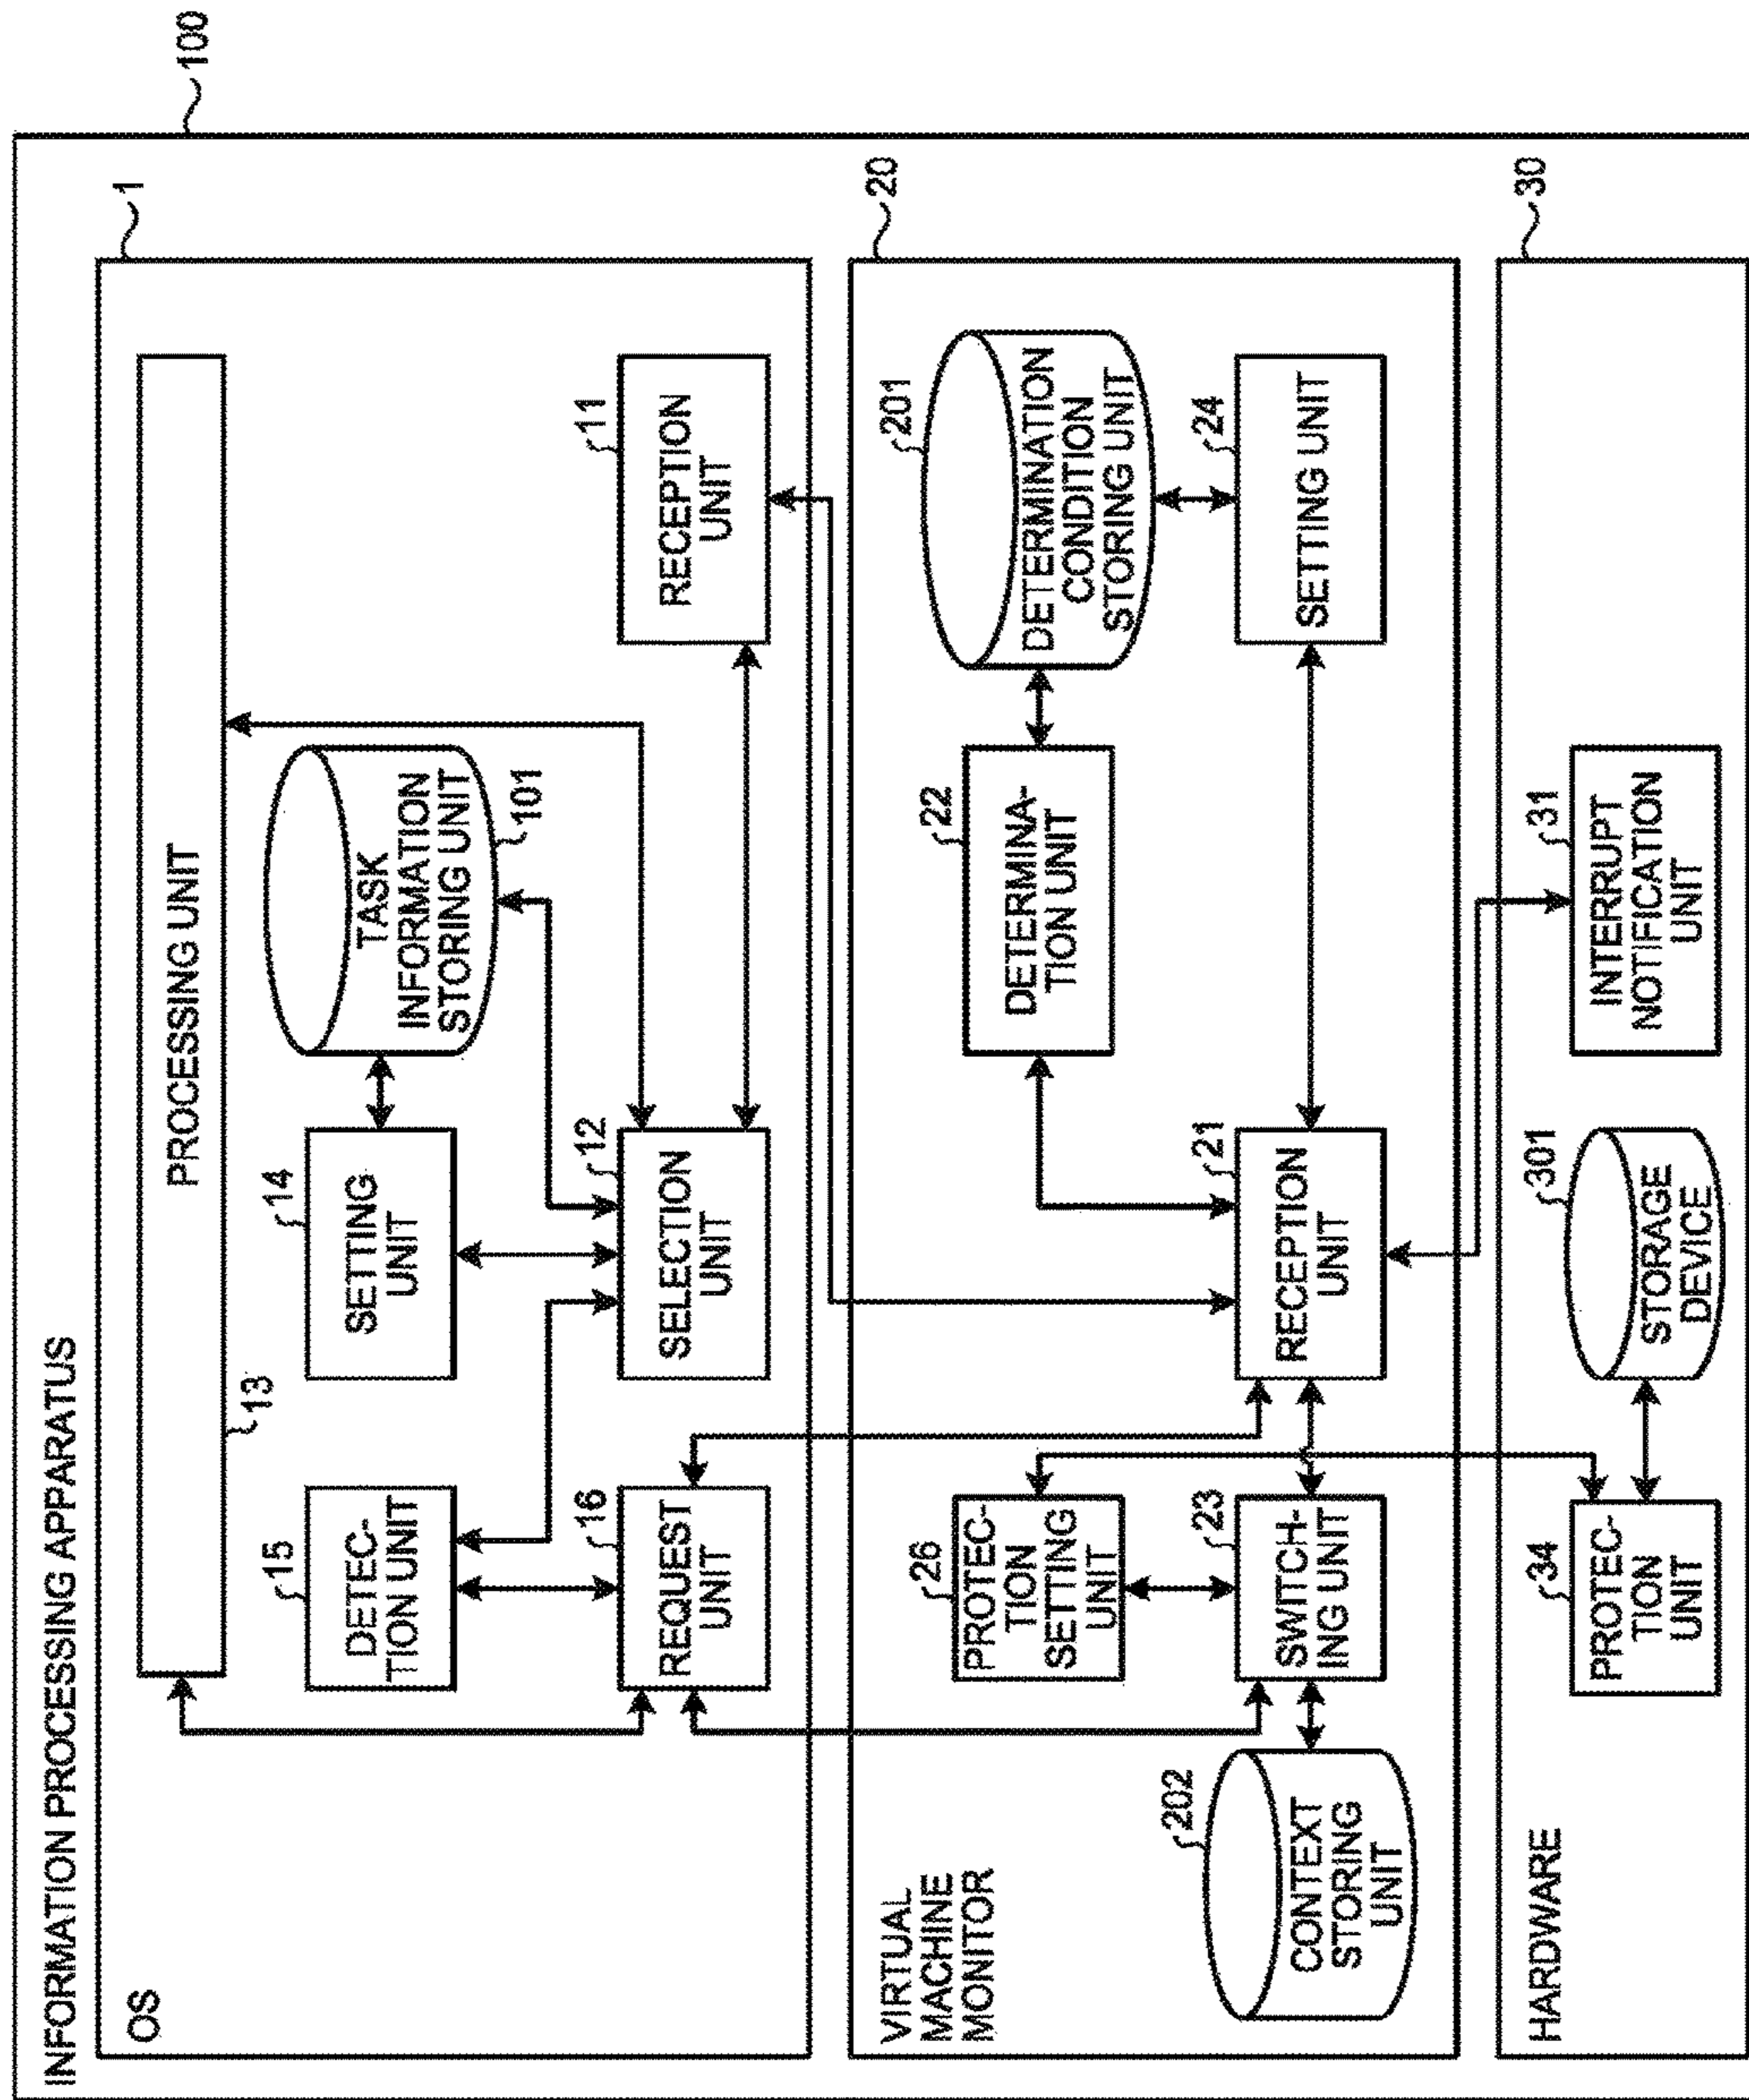 INFORMATION PROCESSING APPARATUS
100
OS
1
PROCESSING UNIT
13
15
DETEC-
TION UNIT
14
SETTING
UNIT
TASK
INFORMATION
STORING UNIT
101
16
REQUEST
UNIT
12
SELECTION
UNIT
11
RECEPTION
UNIT
VIRTUAL
MACHINE
MONITOR
20
26
PROTEC-
TION
SETTING
UNIT
22
DETERMINA-
TION UNIT
201
DETERMINATION
CONDITION
STORING UNIT
202
CONTEXT
STORING
UNIT
23
SWITCH-
ING UNIT
21
RECEPTION
UNIT
24
SETTING UNIT
HARDWARE
30
34
PROTEC-
TION
UNIT
301
STORAGE
DEVICE
31
INTERRUPT
NOTIFICATION
UNIT